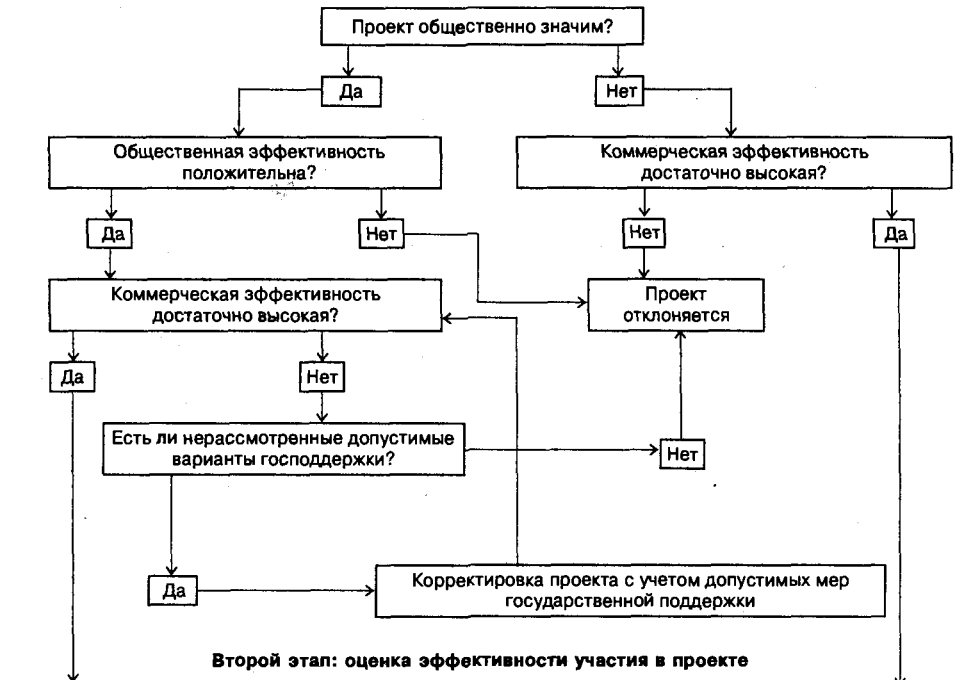 Проект общественно значим?
Да
Нет
Общественная эффективность
положительна?
Коммерческая эффективность
достаточно высокая?
Да
Нет
Нет
Да
Коммерческая эффективность
достаточно высокая?
Проект
отклоняется
Да
Нет
Есть ли нерассмотренные допустимые
варианты господдержки?
Нет
Да
Корректировка проекта с учетом допустимых мер
государственной поддержки
Второй этап: оценка эффективности участия в проекте